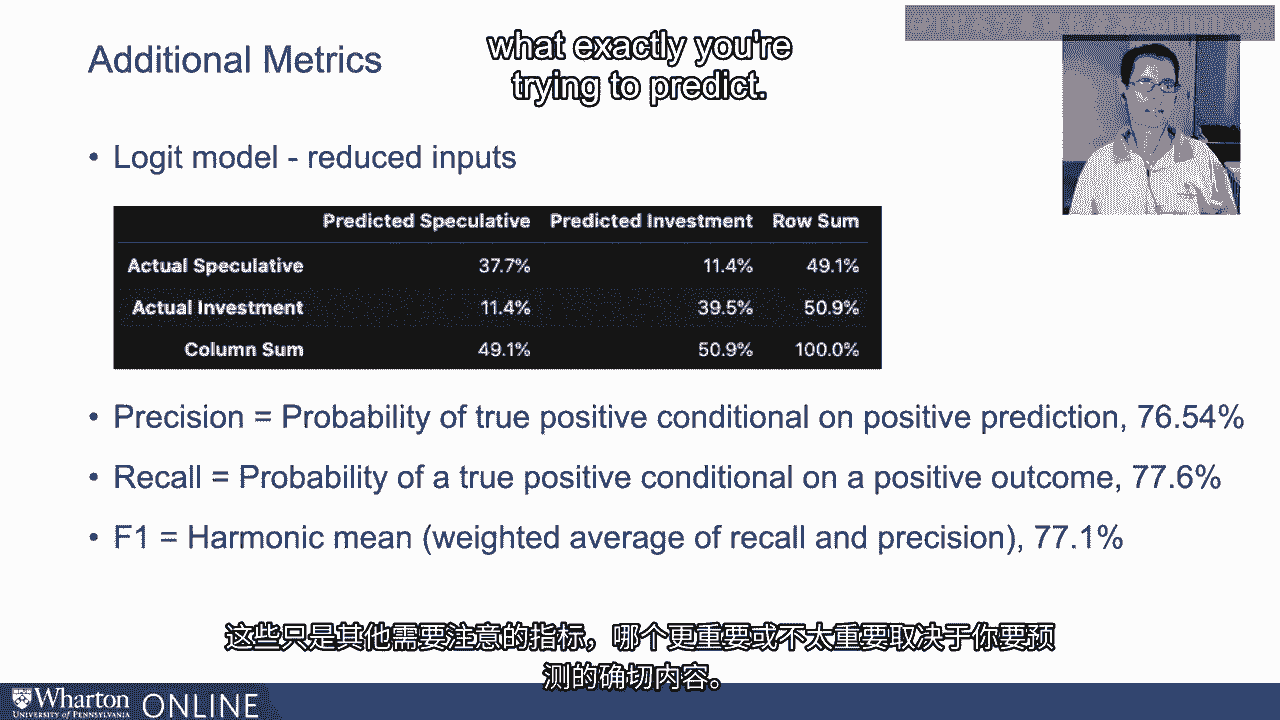 what exactly you're
trying to predict.
Additional Metrics
• Logit model - reduced inputs
Predicted Speculative Predicted Investment Row Sum
Actual Speculative 37.7% 11.4% 49.1%
Actual Investment 11.4% 39.5% 50.9%
Column Sum 49.1% 50.9% 100.0%
• Precision = Probability of true positive conditional on positive prediction, 76.54%
• Recall = Probability of a true positive conditional on a positive outcome, 77.6%
• F1 = Harmonic mean (weighted average of recall and precision), 77.1%
这些只是其他需要注意的指标，哪个更重要或不太重要取决于你要预
测的确切内容。
Wharton ONLINE
UNIVERSITY of PENNSYLVANIA